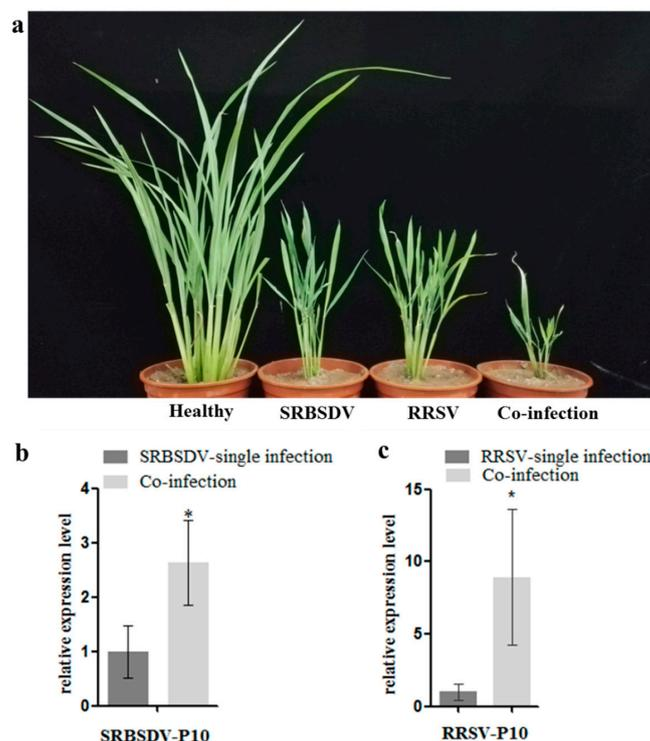 a
Healthy SRBSDV RRSV Co-infection
b
SRBSDV-single infection
Co-infection
relative expression level
4
3
2
1
0
*
SRBSDV-P10
c
RRSV-single infection
Co-infection
relative expression level
15
10
5
0
*
RRSV-P10